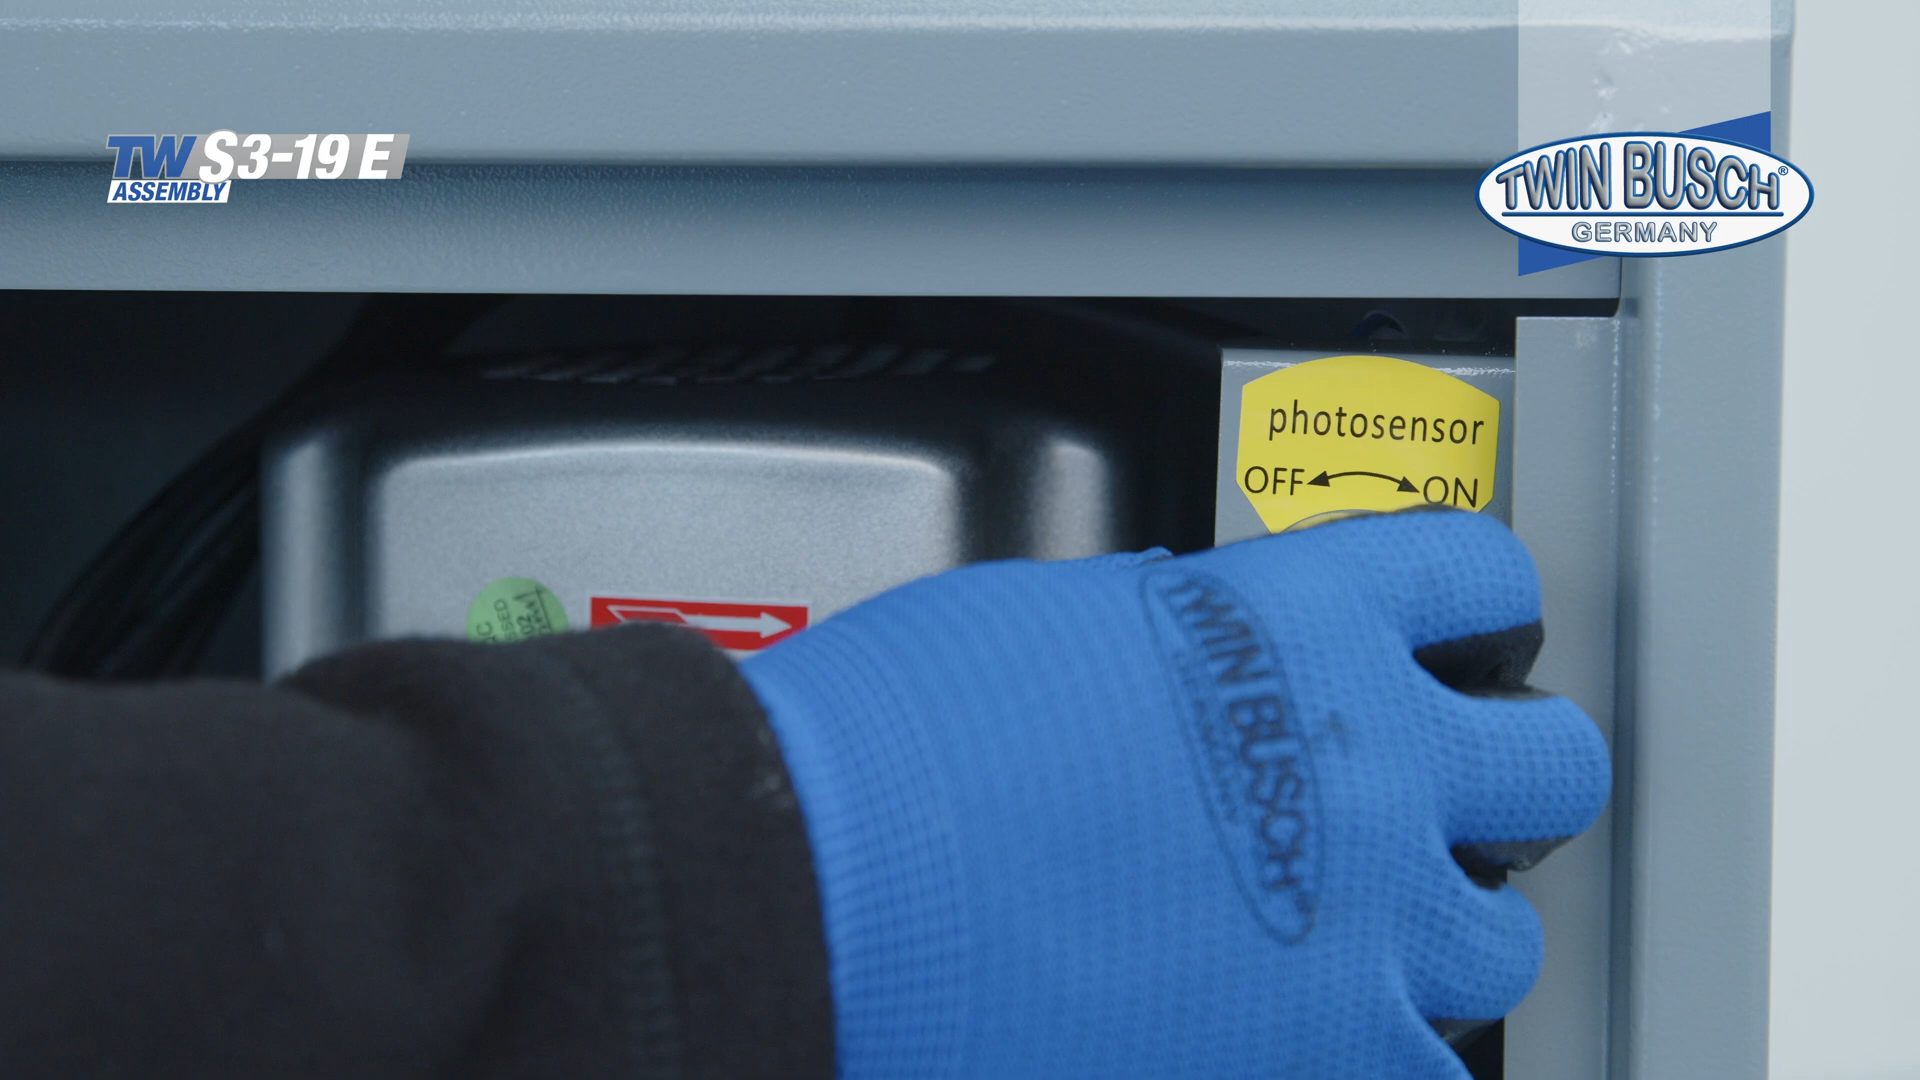 TW S3-19 E
ASSEMBLY
TWIN BUSCH®
GERMANY
photosensor
OFF ON
TWIN BUSCH